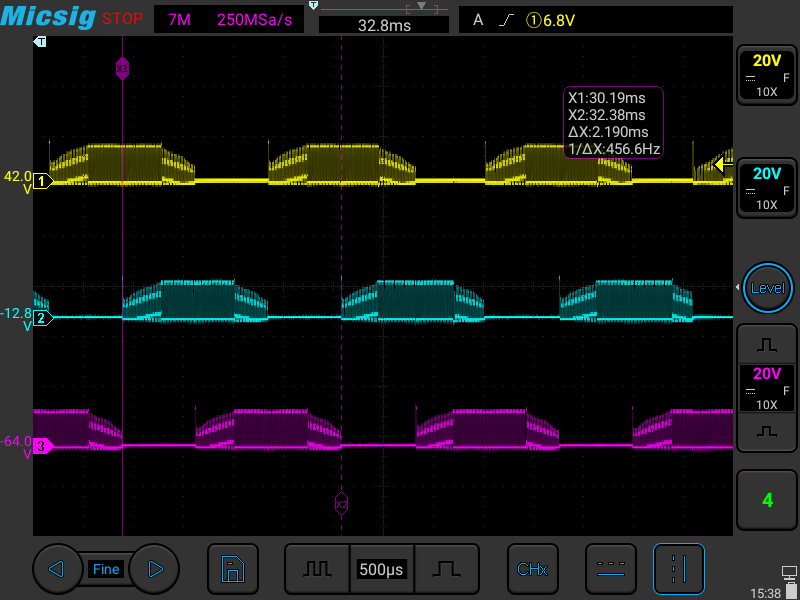 Micsig STOP 7M 250MSa/s T 32.8ms A ①6.8V
T
X1
20V
10X
X1:30.19ms
X2:32.38ms
ΔX:2.190ms
1/ΔX:456.6Hz
F
42.0
V
1
20V
F
10X
Level
-12.8
V
2
20V
F
10X
-64.0
V
3
X2
4
Fine
500μs
CHx
15:38